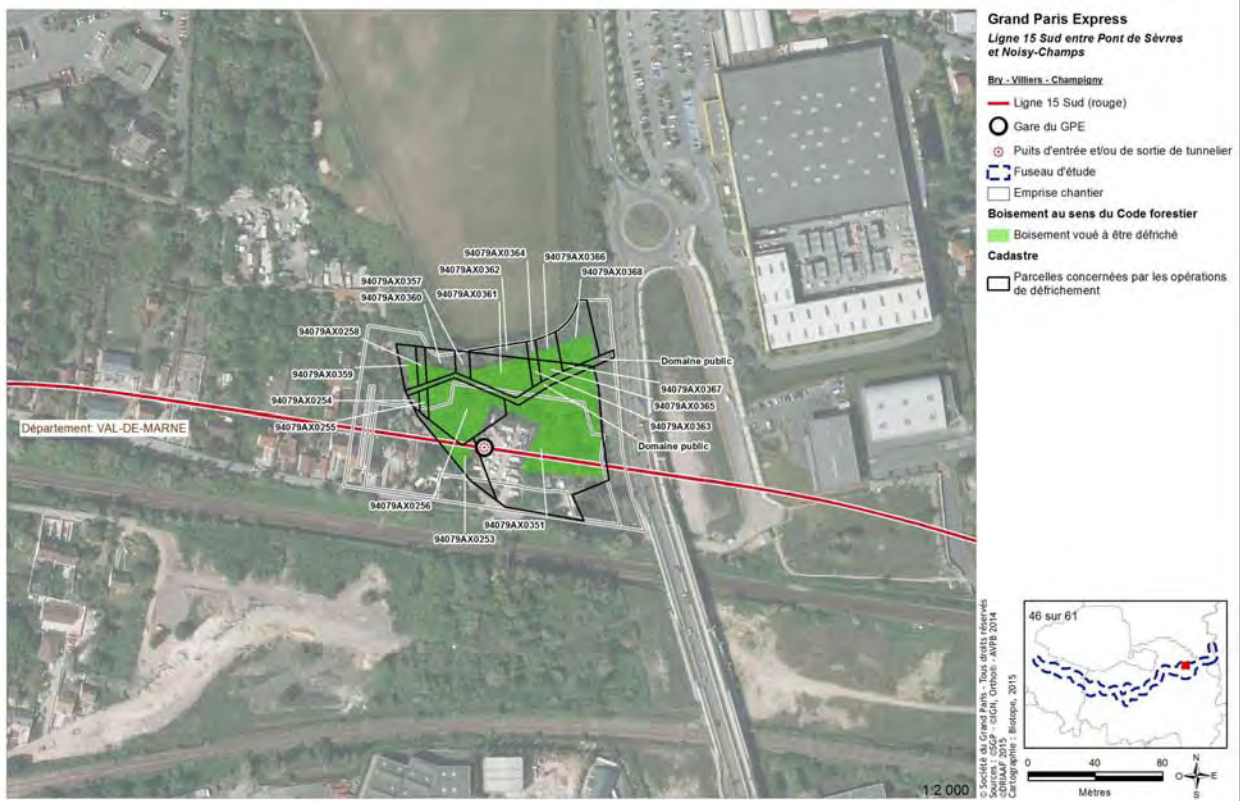 Grand Paris Express
Ligne 15 Sud entre Pont de Sèvres
et Noisy-Champs
Bry - Villiers - Champigny
Ligne 15 Sud (rouge)
Gare du GPE
Puits d'entrée et/ou de sortie de tunnelier
Fuseau d'étude
Emprise chantier
Boisement au sens du Code forestier
Boisement voué à être défriché
Cadastre
Parcelles concernées par les opérations
de défrichement
94079AX0364
94079AX0366
94079AX0362
94079AX0368
94079AX0357
94079AX0361
94079AX0360
94079AX0258
Domaine public
94079AX0359
94079AX0367
94079AX0254
94079AX0365
94079AX0255
94079AX0363
Département: VAL-DE-MARNE
Domaine public
94079AX0256
94079AX0351
94079AX0253
1:2 000
46 sur 61
© Société du Grand Paris - Tous droits réservés
Sources : ©SGP - ©IGN, Ortho® - AVPB 2014
©DRIAAF 2015
Cartographie : Biotope, 2015
0 40 80
Mètres
N
O E
S